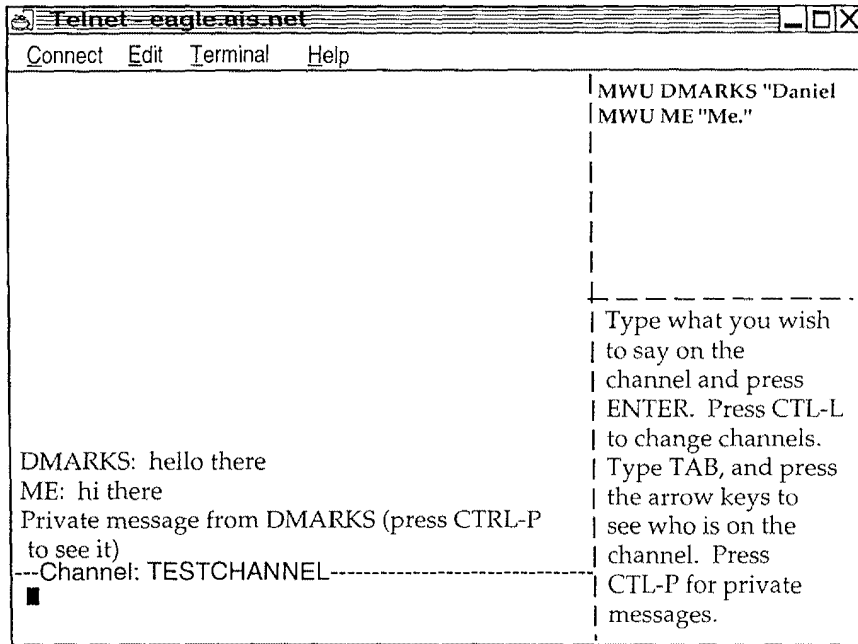 Telnet - eagle.ais.net
Connect Edit Terminal Help
MWU DMARKS "Daniel
MWU ME "Me."
DMARKS: hello there
ME: hi there
Private message from DMARKS (press CTRL-P
to see it)
---Channel: TESTCHANNEL---------------------------
Type what you wish
to say on the
channel and press
ENTER. Press CTL-L
to change channels.
Type TAB, and press
the arrow keys to
see who is on the
channel. Press
CTL-P for private
messages.